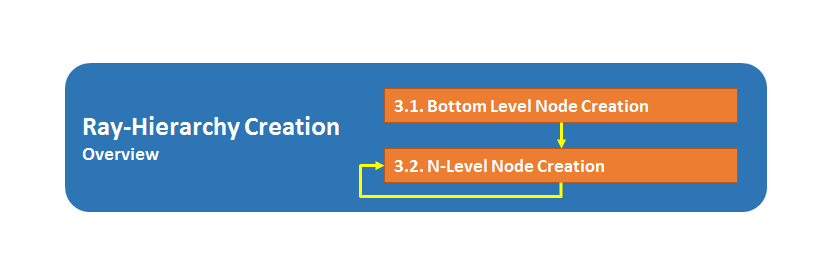 Ray-Hierarchy Creation
Overview
3.1. Bottom Level Node Creation
3.2. N-Level Node Creation